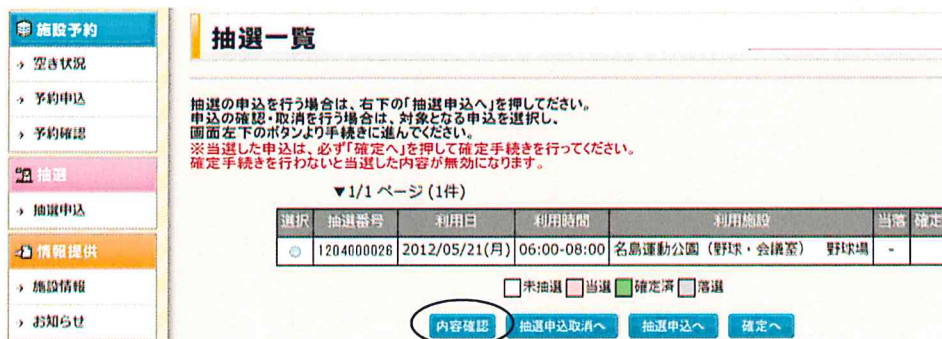 施設予約
空き状況
予約申込
予約確認
抽選
抽選申込
情報提供
施設情報
お知らせ
抽選一覧
抽選の申込を行う場合は、右下の「抽選申込へ」を押してださい。
申込の確認・取消を行う場合は、対象となる申込を選択し、
画面左下のボタンより手続きに進んでください。
※当選した申込は、必ず「確定へ」を押して確定手続きを行ってください。
確定手続きを行わないと当選した内容が無効になります。
▼1/1 ページ (1件)
選択 抽選番号 利用日 利用時間 利用施設 当落 確定
1204000026 2012/05/21(月) 06:00-08:00 名島運動公園（野球・会議室） 野球場 -
未抽選 当選 確定済 落選
内容確認 抽選申込取消へ 抽選申込へ 確定へ